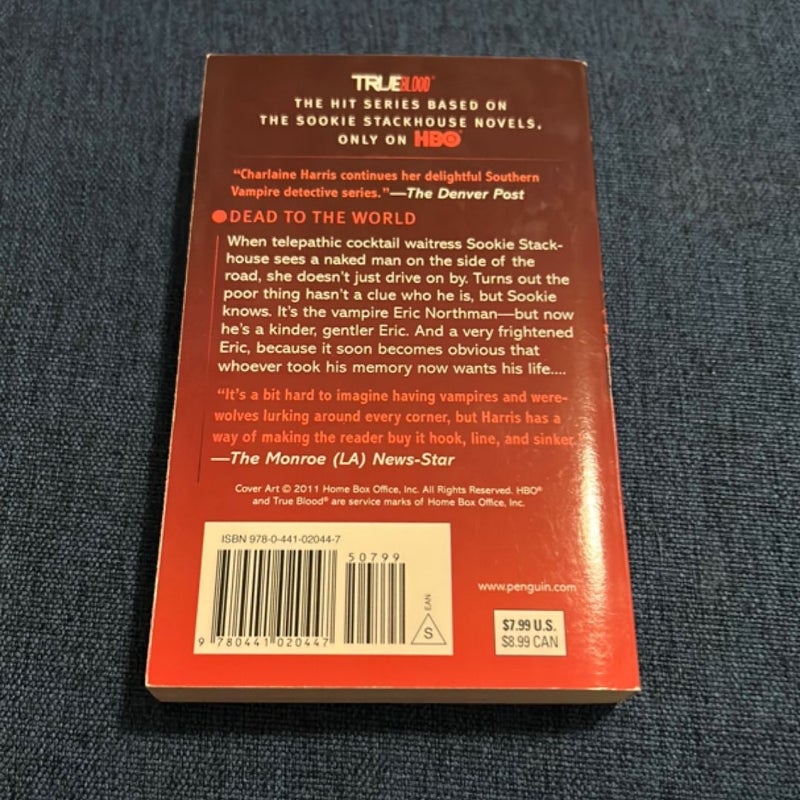 TRUEBLOOD™
THE HIT SERIES BASED ON
THE SOOKIE STACKHOUSE NOVELS,
ONLY ON HBO®
“Charlaine Harris continues her delightful Southern
Vampire detective series.”—The Denver Post
DEAD TO THE WORLD
When telepathic cocktail waitress Sookie Stack-
house sees a naked man on the side of the
road, she doesn’t just drive on by. Turns out the
poor thing hasn’t a clue who he is, but Sookie
knows. It’s the vampire Eric Northman—but now
he’s a kinder, gentler Eric. And a very frightened
Eric, because it soon becomes obvious that
whoever took his memory now wants his life....
“It’s a bit hard to imagine having vampires and were-
wolves lurking around every corner, but Harris has a
way of making the reader buy it hook, line, and sinker.”
—The Monroe (LA) News-Star
Cover Art © 2011 Home Box Office, Inc. All Rights Reserved. HBO®
and True Blood® are service marks of Home Box Office, Inc.
ISBN 978-0-441-02044-7
50799
9 780441 020447
EAN
S
www.penguin.com
$7.99 U.S.
$8.99 CAN